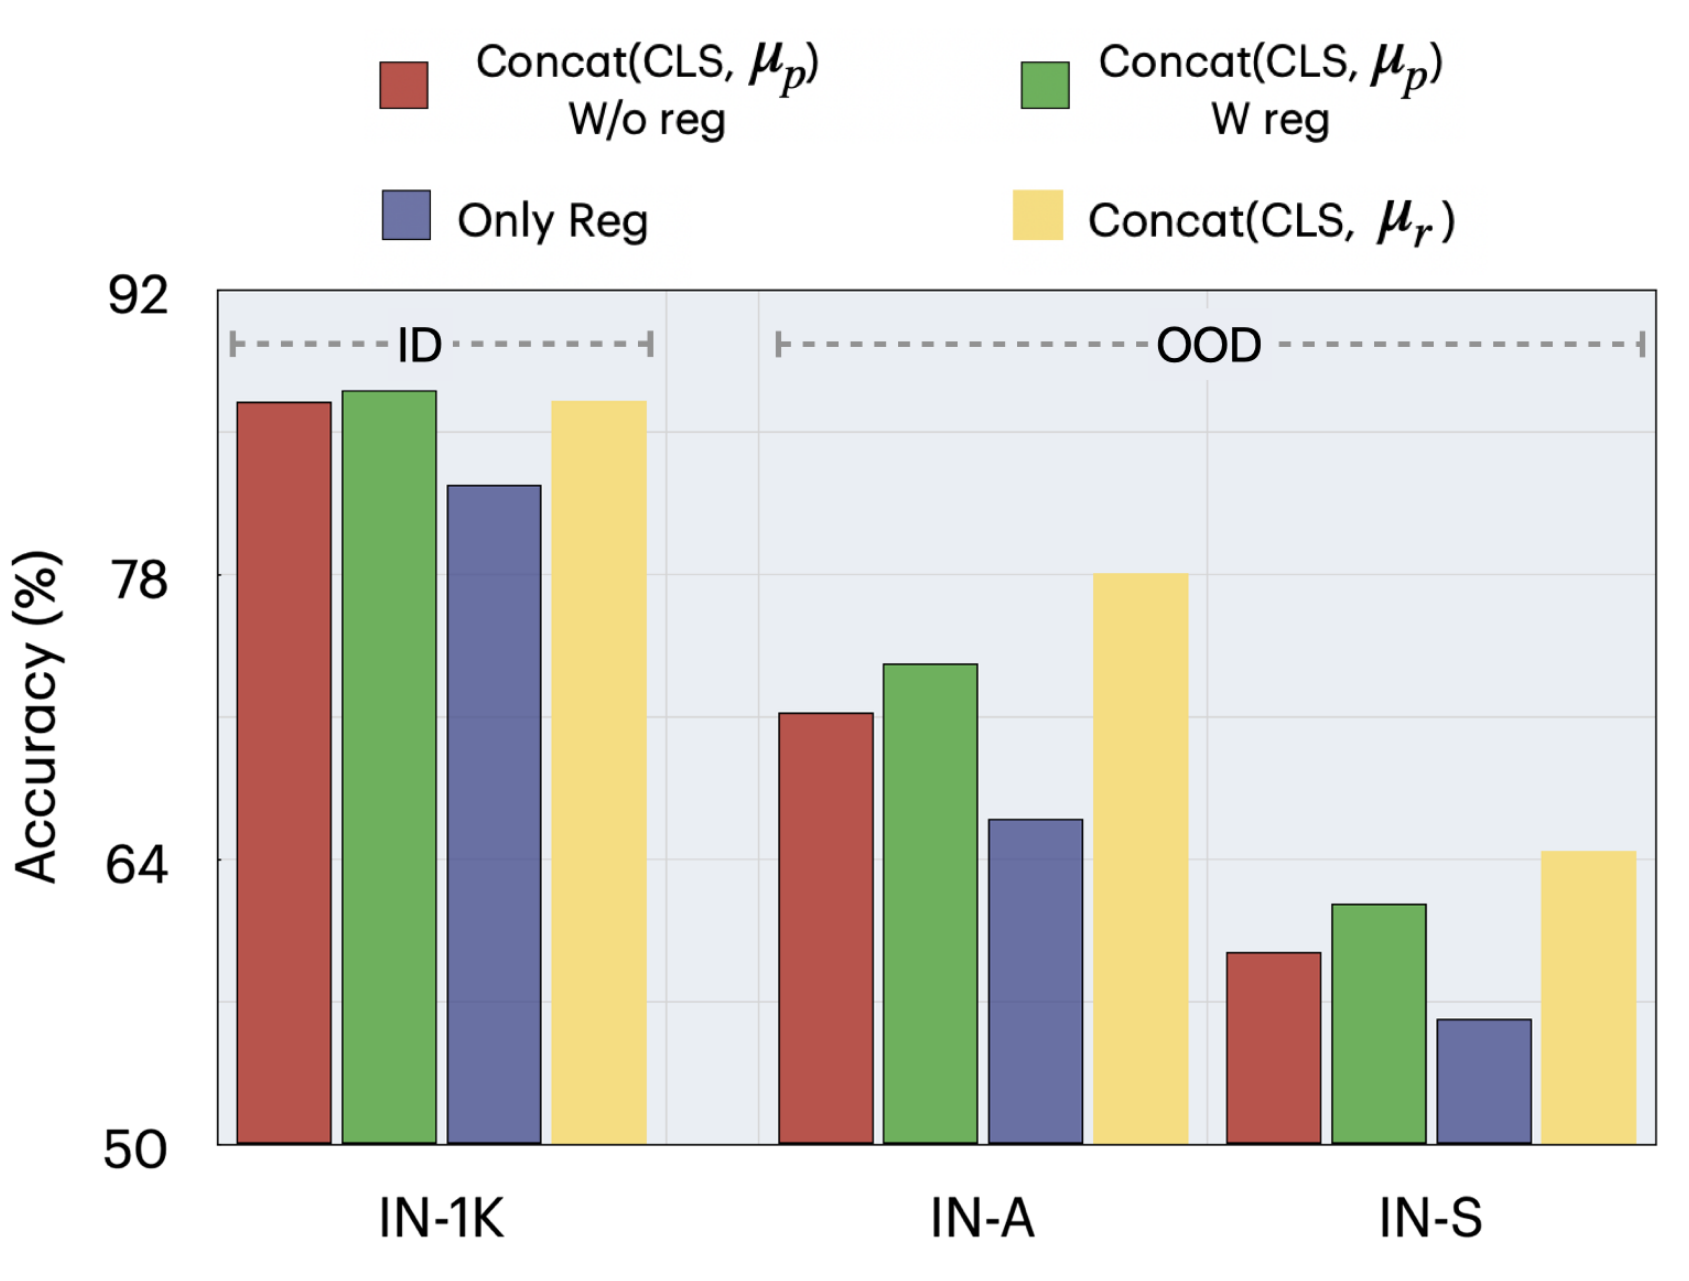 Concat(CLS, μp)
W/o reg
Concat(CLS, μp)
W reg
Only Reg
Concat(CLS, μr)
92
78
64
50
Accuracy (%)
ID
OOD
IN-1K
IN-A
IN-S